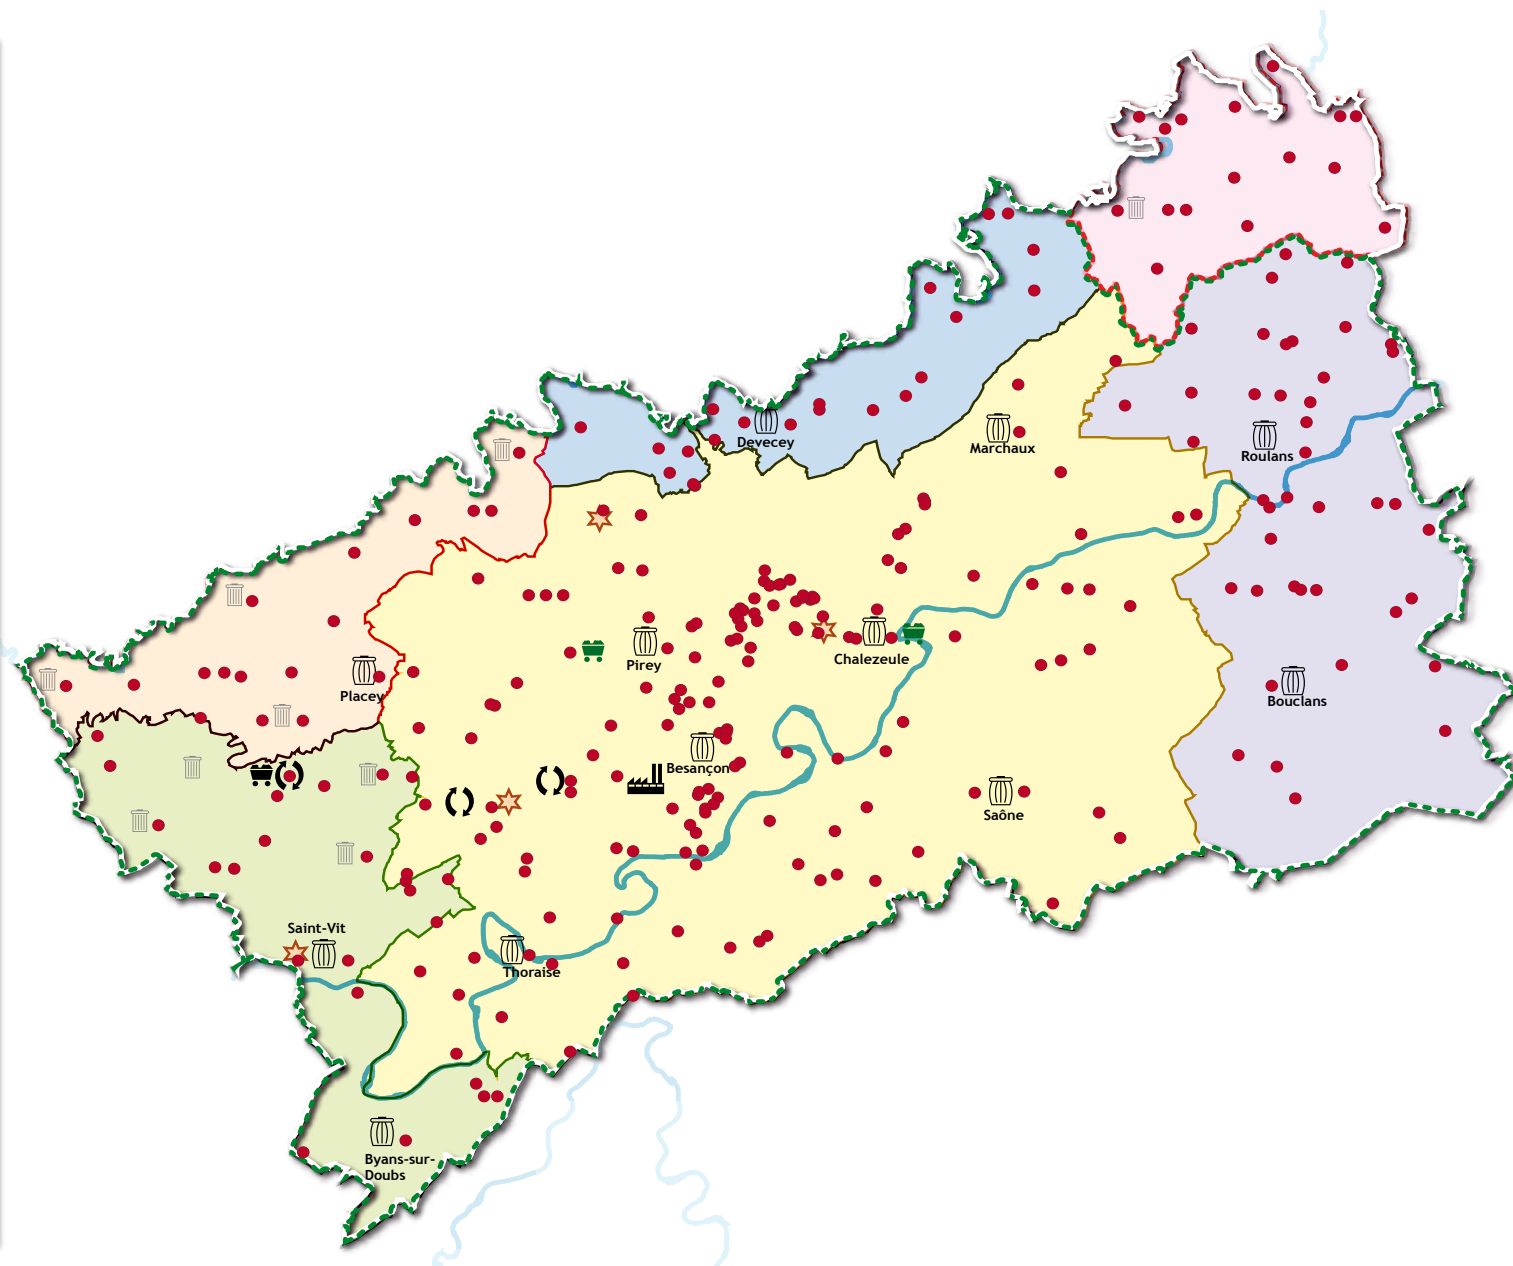 Devecey
Marchaux
Roulans
Pirey
Chalezeule
Placey
Bouclans
Besançon
Saône
Saint-Vit
Thoraise
Byans-sur-
Doubs